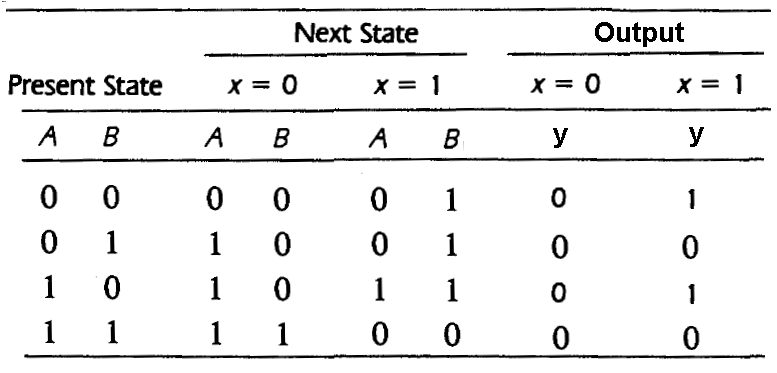 Next State Output
Present State x = 0 x = 1 x = 0 x = 1
A B A B A B y y
0 0 0 0 0 1 0 1
0 1 1 0 0 1 0 0
1 0 1 0 1 1 0 1
1 1 1 1 0 0 0 0